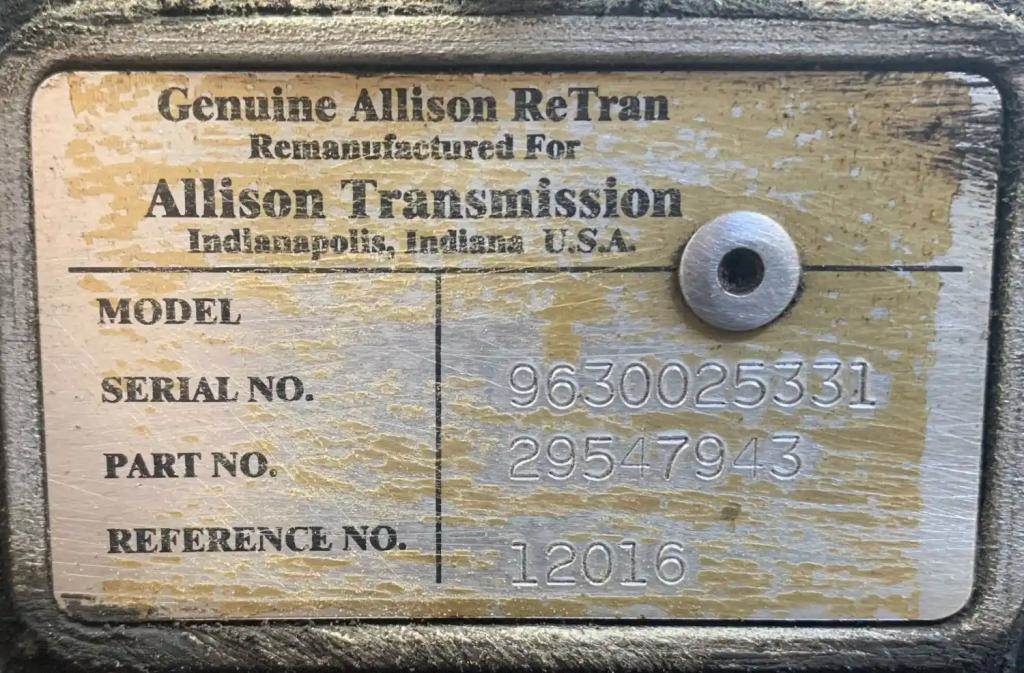 Genuine Allison ReTran
Remanufactured For
Allison Transmission
Indianapolis, Indiana U.S.A.
MODEL
SERIAL NO. 9630025331
PART NO. 29547943
REFERENCE NO. 12016